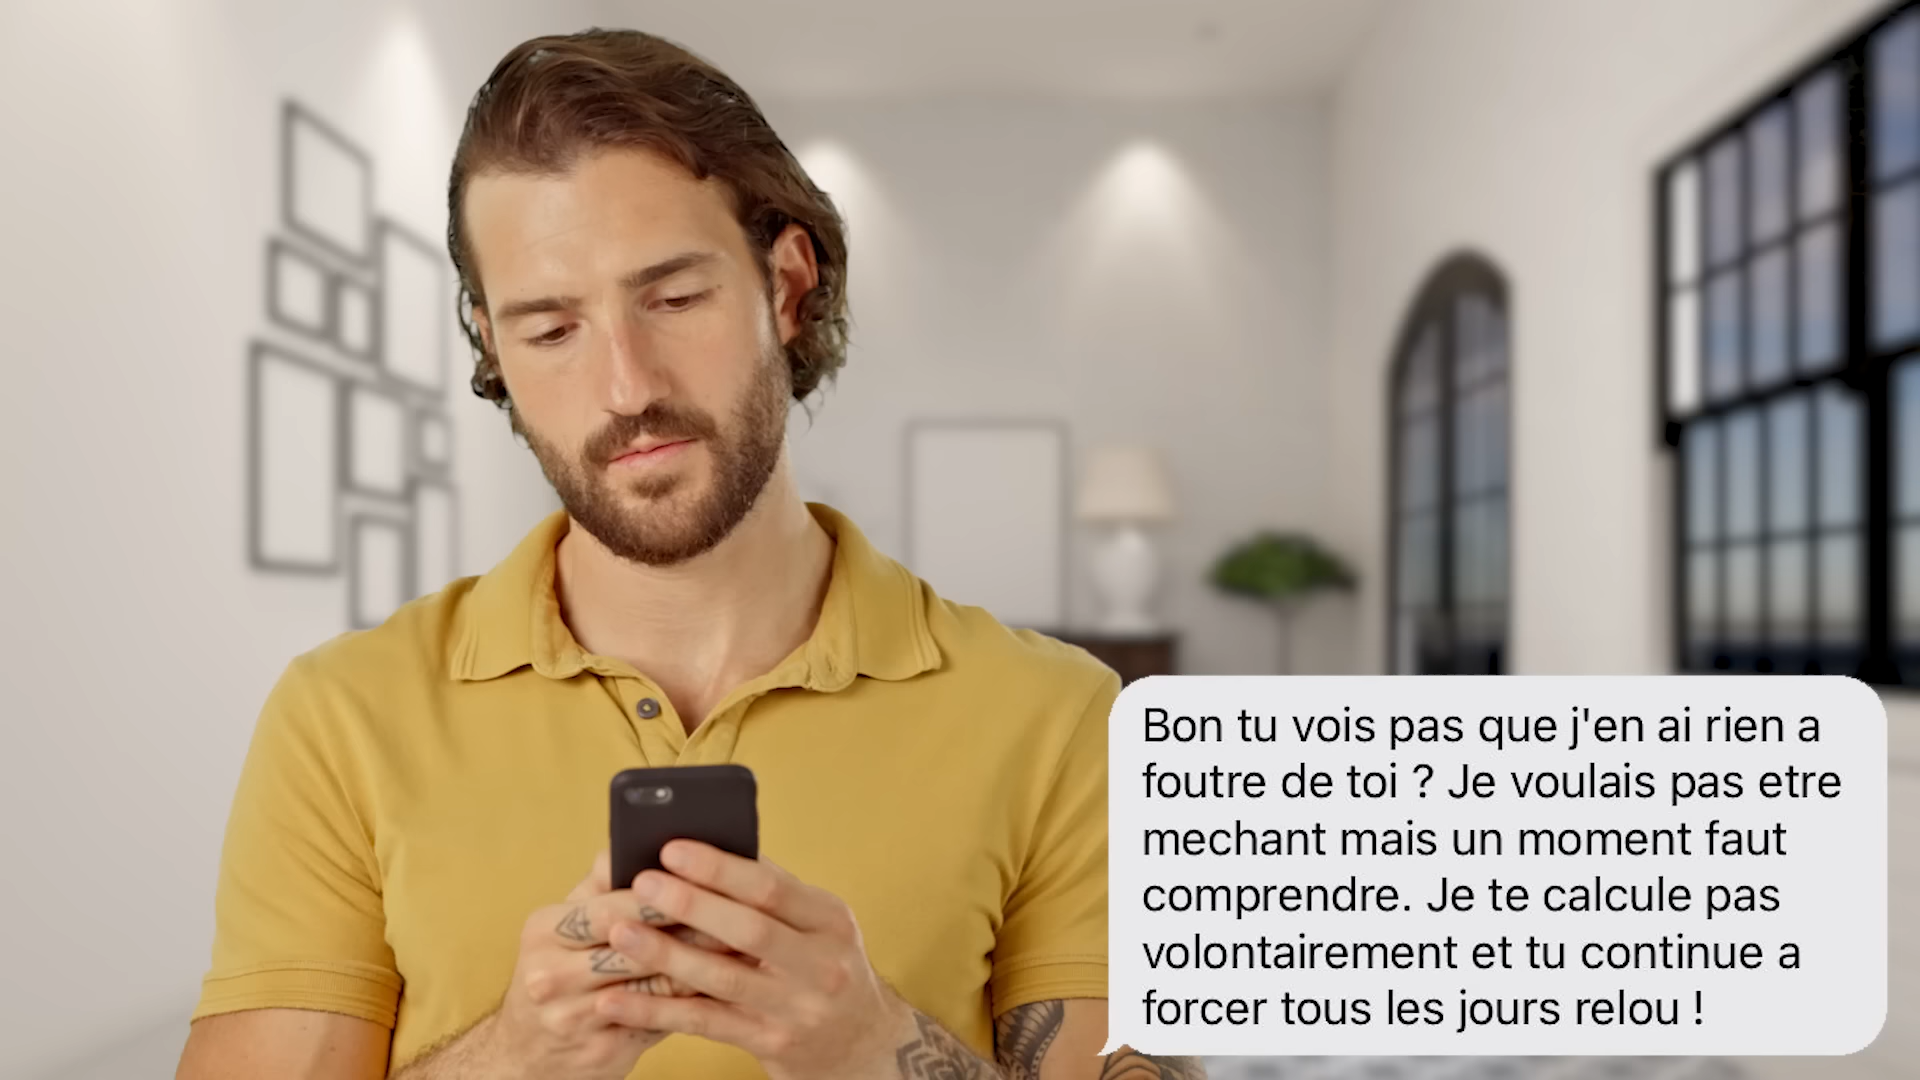 Bon tu vois pas que j'en ai rien a
foutre de toi ? Je voulais pas etre
mechant mais un moment faut
comprendre. Je te calcule pas
volontairement et tu continue a
forcer tous les jours relou !